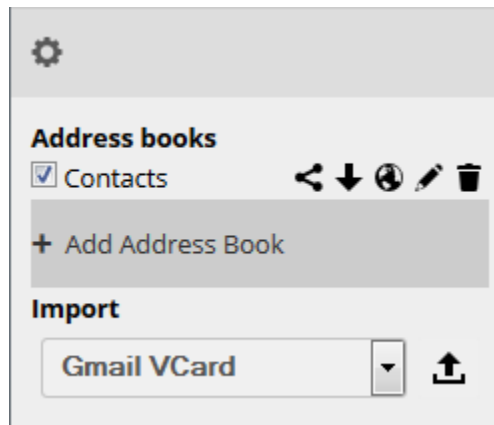 Address books
Contacts
+ Add Address Book
Import
Gmail VCard